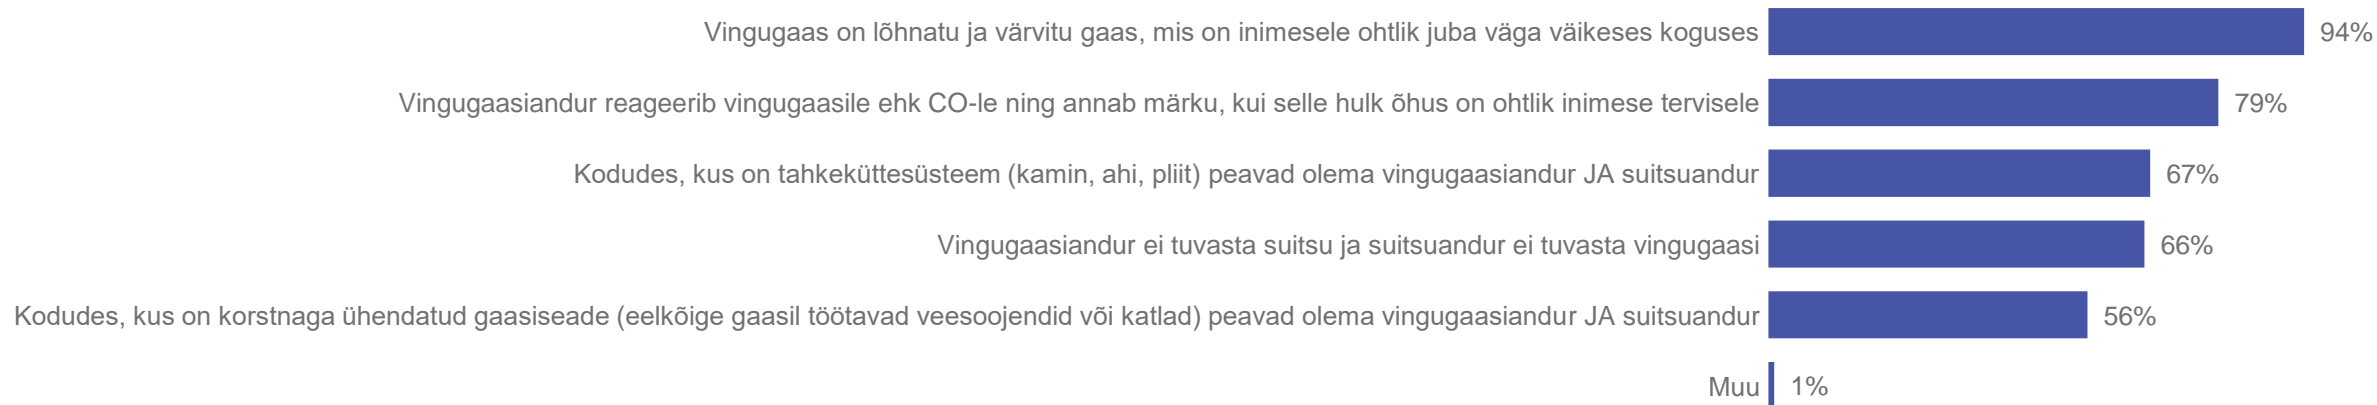 Vingugaas on lõhnatu ja värvitu gaas, mis on inimesele ohtlik juba väga väikeses koguses 94%
Vingugaasiandur reageerib vingugaasile ehk CO-le ning annab märku, kui selle hulk õhus on ohtlik inimese tervisele 79%
Kodudes, kus on tahkeküttesüsteem (kamin, ahi, pliit) peavad olema vingugaasiandur JA suitsuandur 67%
Vingugaasiandur ei tuvasta suitsu ja suitsuandur ei tuvasta vingugaasi 66%
Kodudes, kus on korstnaga ühendatud gaasiseade (eelkõige gaasil töötavad veesoojendid või katlad) peavad olema vingugaasiandur JA suitsuandur 56%
Muu 1%